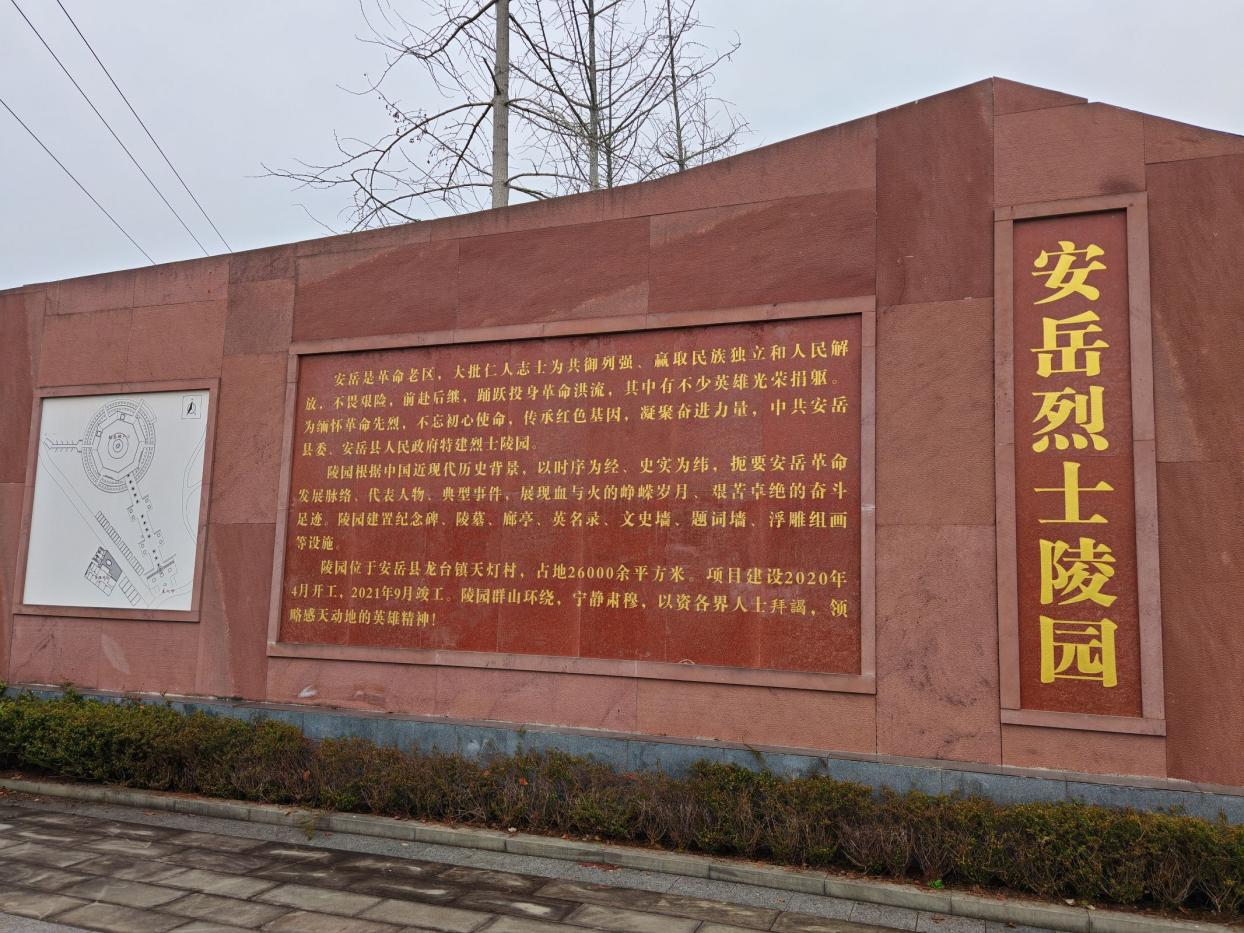 安岳是革命老区，大批仁人志士为共御列强、赢取民族独立和人民解
放，不畏艰险，前赴后继，踊跃投身革命洪流，其中有不少英雄光荣捐躯。
为缅怀革命先烈，不忘初心使命，传承红色基因，凝聚奋进力量，中共安岳
县委、安岳县人民政府特建烈士陵园。
陵园根据中国近现代历史背景，以时序为经、史实为纬，扼要安岳革命
发展脉络、代表人物、典型事件，展现血与火的峥嵘岁月、艰苦卓绝的奋斗
足迹。陵园建置纪念碑、陵墓、廊亭、英名录、文史墙、题词墙、浮雕组画
等设施。
陵园位于安岳县龙台镇天灯村，占地26000余平方米。项目建设2020年
4月开工，2021年9月竣工。陵园群山环绕，宁静肃穆，以资各界人士拜谒，领
略感天动地的英雄精神！
安岳烈士陵园